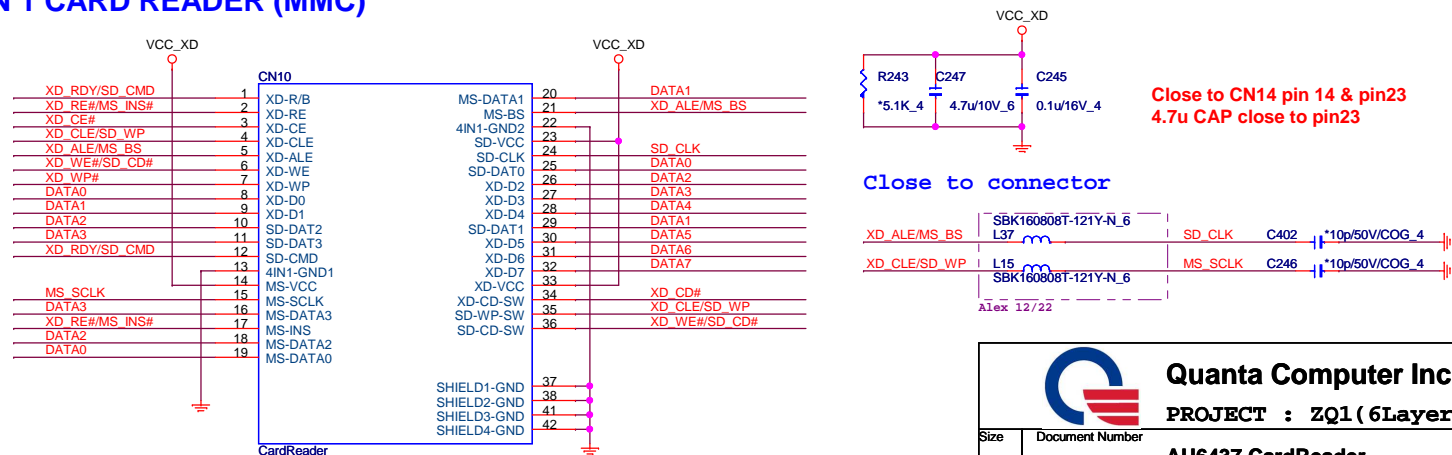 N 1 CARD READER (MMC)
VCC_XD
VCC_XD
CN10
XD_RDY/SD_CMD 1 XD-R/B
XD_RE#/MS_INS# 2 XD-RE
XD_CE# 3 XD-CE
XD_CLE/SD_WP 4 XD-CLE
XD_ALE/MS_BS 5 XD-ALE
XD_WE#/SD_CD# 6 XD-WE
XD_WP# 7 XD-WP
DATA0 8 XD-D0
DATA1 9 XD-D1
DATA2 10 SD-DAT2
DATA3 11 SD-DAT3
XD_RDY/SD_CMD 12 SD-CMD
13 4IN1-GND1
14 MS-VCC
MS_SCLK 15 MS-SCLK
DATA3 16 MS-DATA3
XD_RE#/MS_INS# 17 MS-INS
DATA2 18 MS-DATA2
DATA0 19 MS-DATA0
MS-DATA1 20 DATA1
MS-BS 21 XD_ALE/MS_BS
4IN1-GND2 22
SD-VCC 23
SD-CLK 24 SD_CLK
SD-DAT0 25 DATA0
XD-D2 26 DATA2
XD-D3 27 DATA3
XD-D4 28 DATA4
SD-DAT1 29 DATA1
XD-D5 30 DATA5
XD-D6 31 DATA6
XD-D7 32 DATA7
XD-VCC 33
XD-CD-SW 34 XD_CD#
SD-WP-SW 35 XD_CLE/SD_WP
SD-CD-SW 36 XD_WE#/SD_CD#
SHIELD1-GND 37
SHIELD2-GND 38
SHIELD3-GND 41
SHIELD4-GND 42
CardReader
VCC_XD
R243 C247 C245
*5.1K_4 4.7u/10V_6 0.1u/16V_4
Close to CN14 pin 14 & pin23
4.7u CAP close to pin23
Close to connector
SBK160808T-121Y-N_6
XD_ALE/MS_BS L37 SD_CLK C402 *10p/50V/COG_4
XD_CLE/SD_WP L15 MS_SCLK C246 *10p/50V/COG_4
SBK160808T-121Y-N_6
Alex 12/22
Quanta Computer Inc
PROJECT : ZQ1(6Layer
Size Document Number
AU6437 CardReader